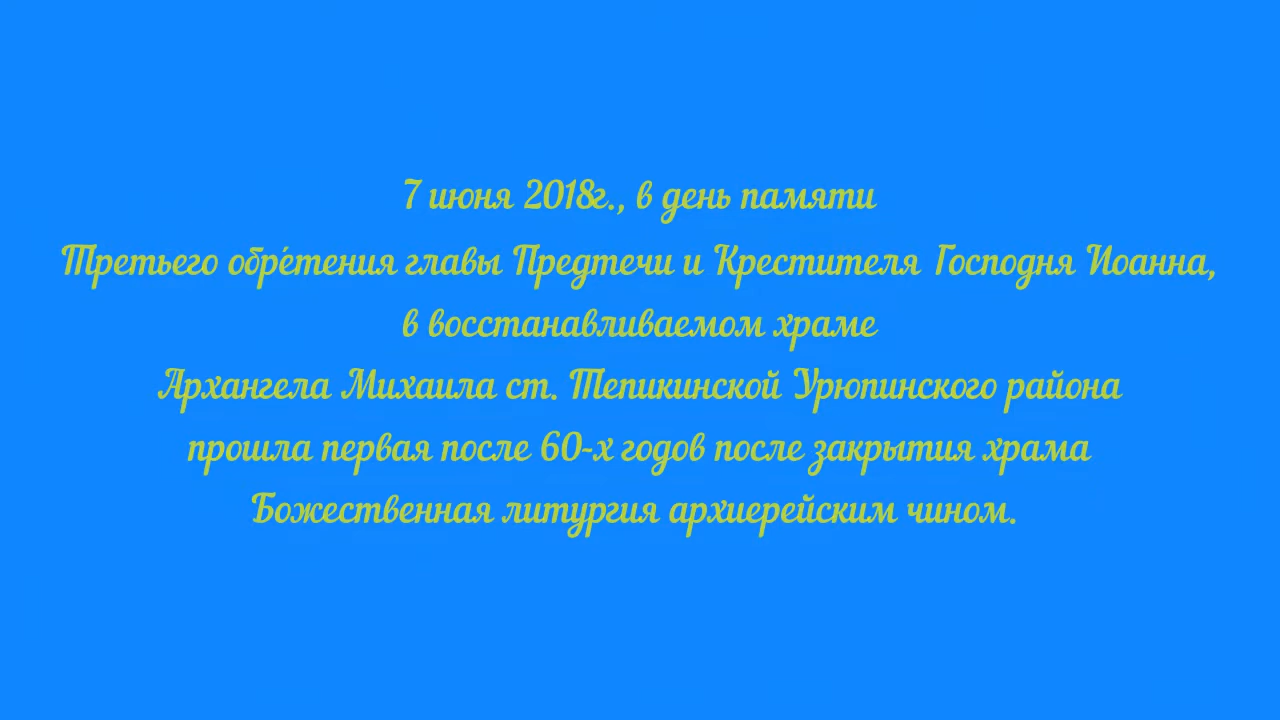 7 июня 2018г., в день памяти
Третьего обре́тения главы Предтечи и Крестителя Господня Иоанна,
в восстанавливаемом храме
Архангела Михаила ст. Тепикинской Урюпинского района
прошла первая после 60-х годов после закрытия храма
Божественная литургия архиерейским чином.